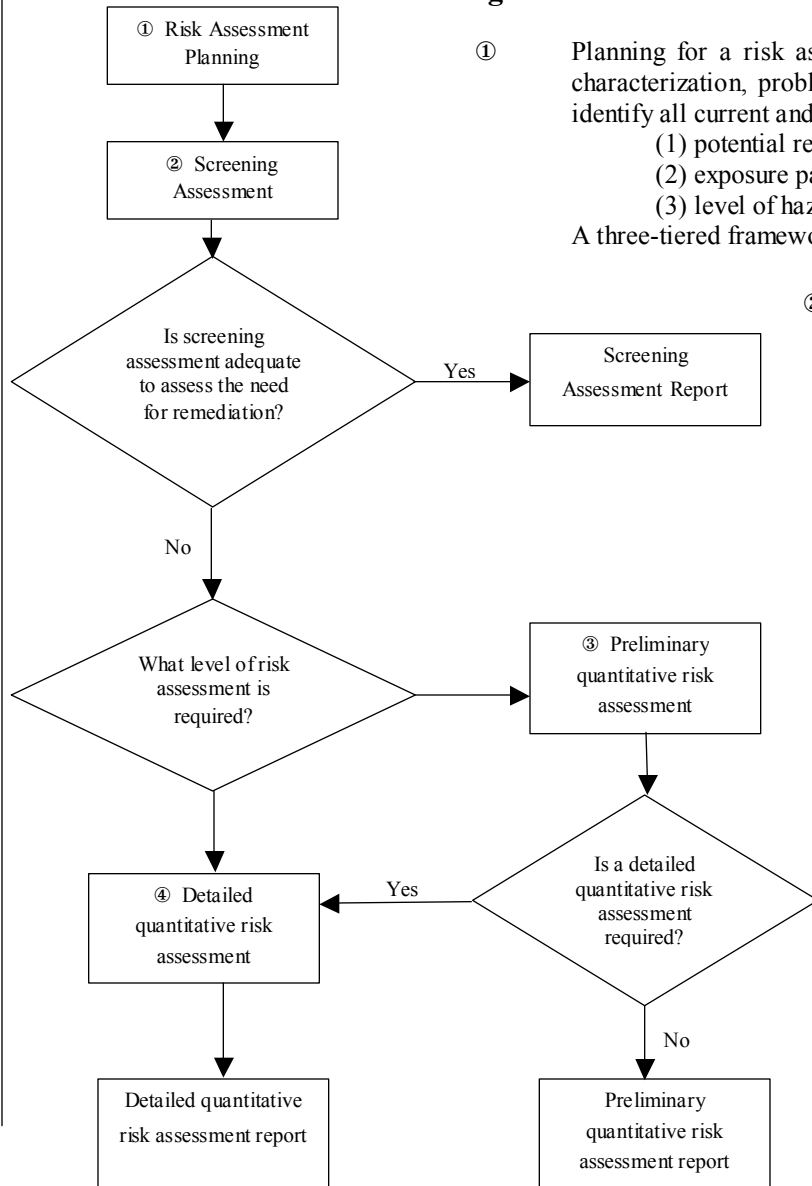 ① Risk Assessment
Planning
① Planning for a risk as
characterization, probl
identify all current and
(1) potential re
(2) exposure pa
(3) level of haz
A three-tiered framewo
② Screening
Assessment
②
Is screening
assessment adequate
to assess the need
for remediation?
Yes
Screening
Assessment Report
No
What level of risk
assessment is
required?
③ Preliminary
quantitative risk
assessment
Is a detailed
quantitative risk
assessment
required?
Yes
④ Detailed
quantitative risk
assessment
No
Detailed quantitative
risk assessment report
Preliminary
quantitative risk
assessment report